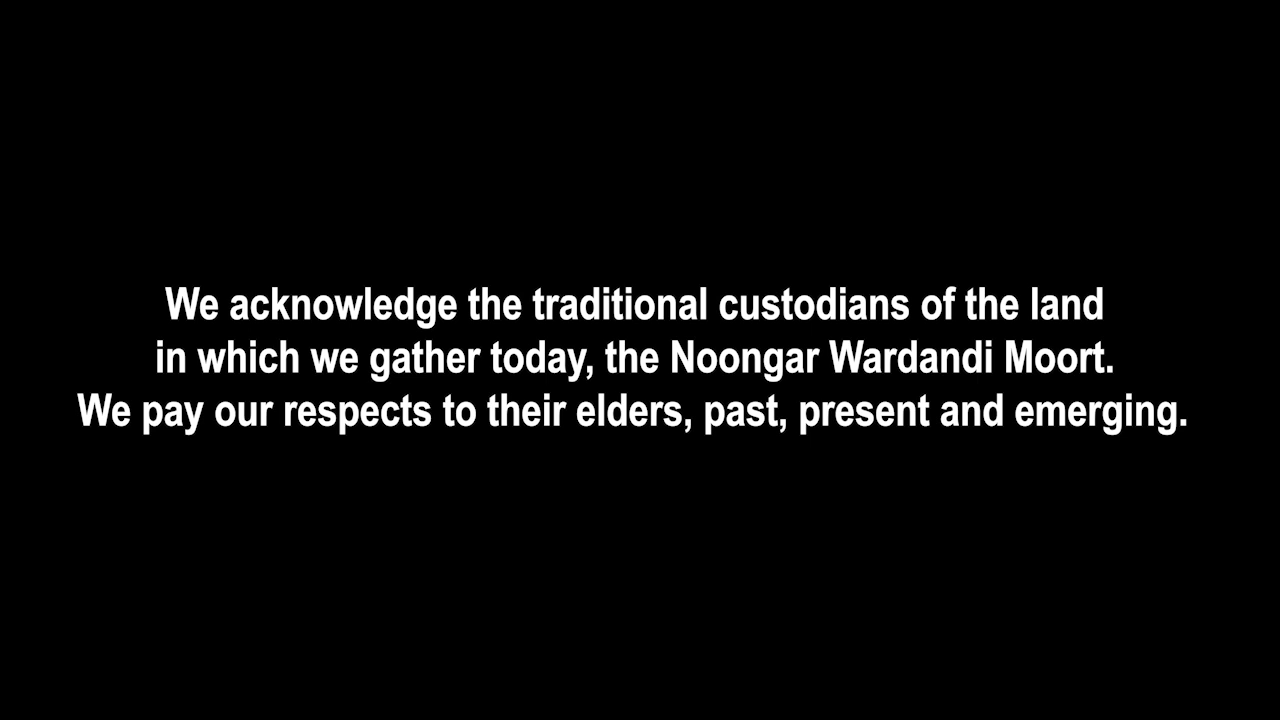 We acknowledge the traditional custodians of the land
in which we gather today, the Noongar Wardandi Moort.
We pay our respects to their elders, past, present and emerging.